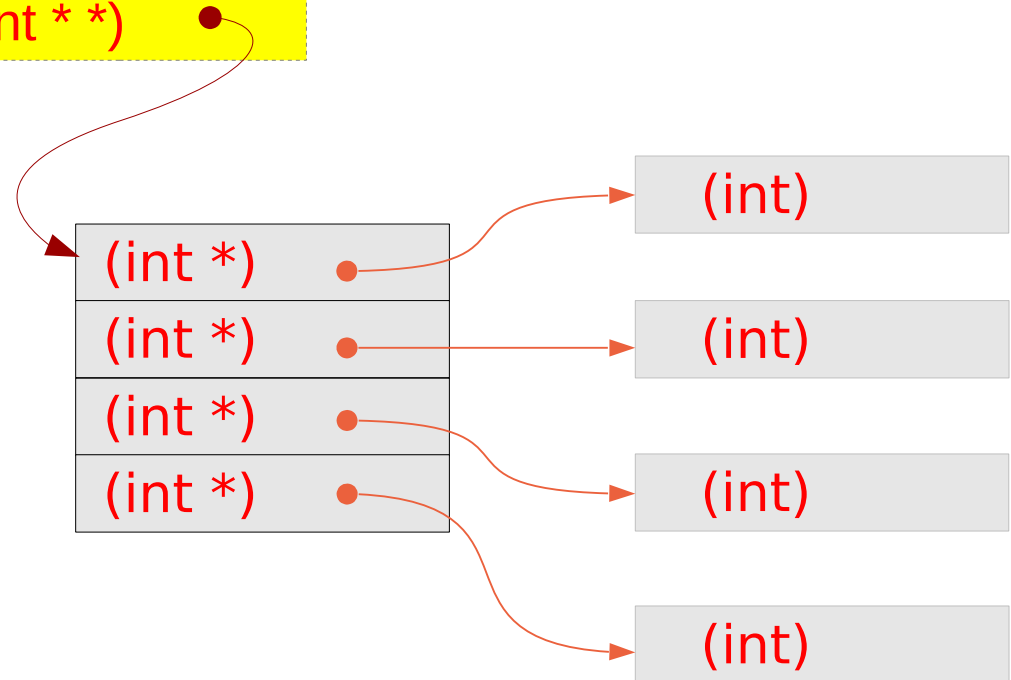 nt * *)
(int)
(int *)
(int *)
(int)
(int *)
(int *)
(int)
(int)